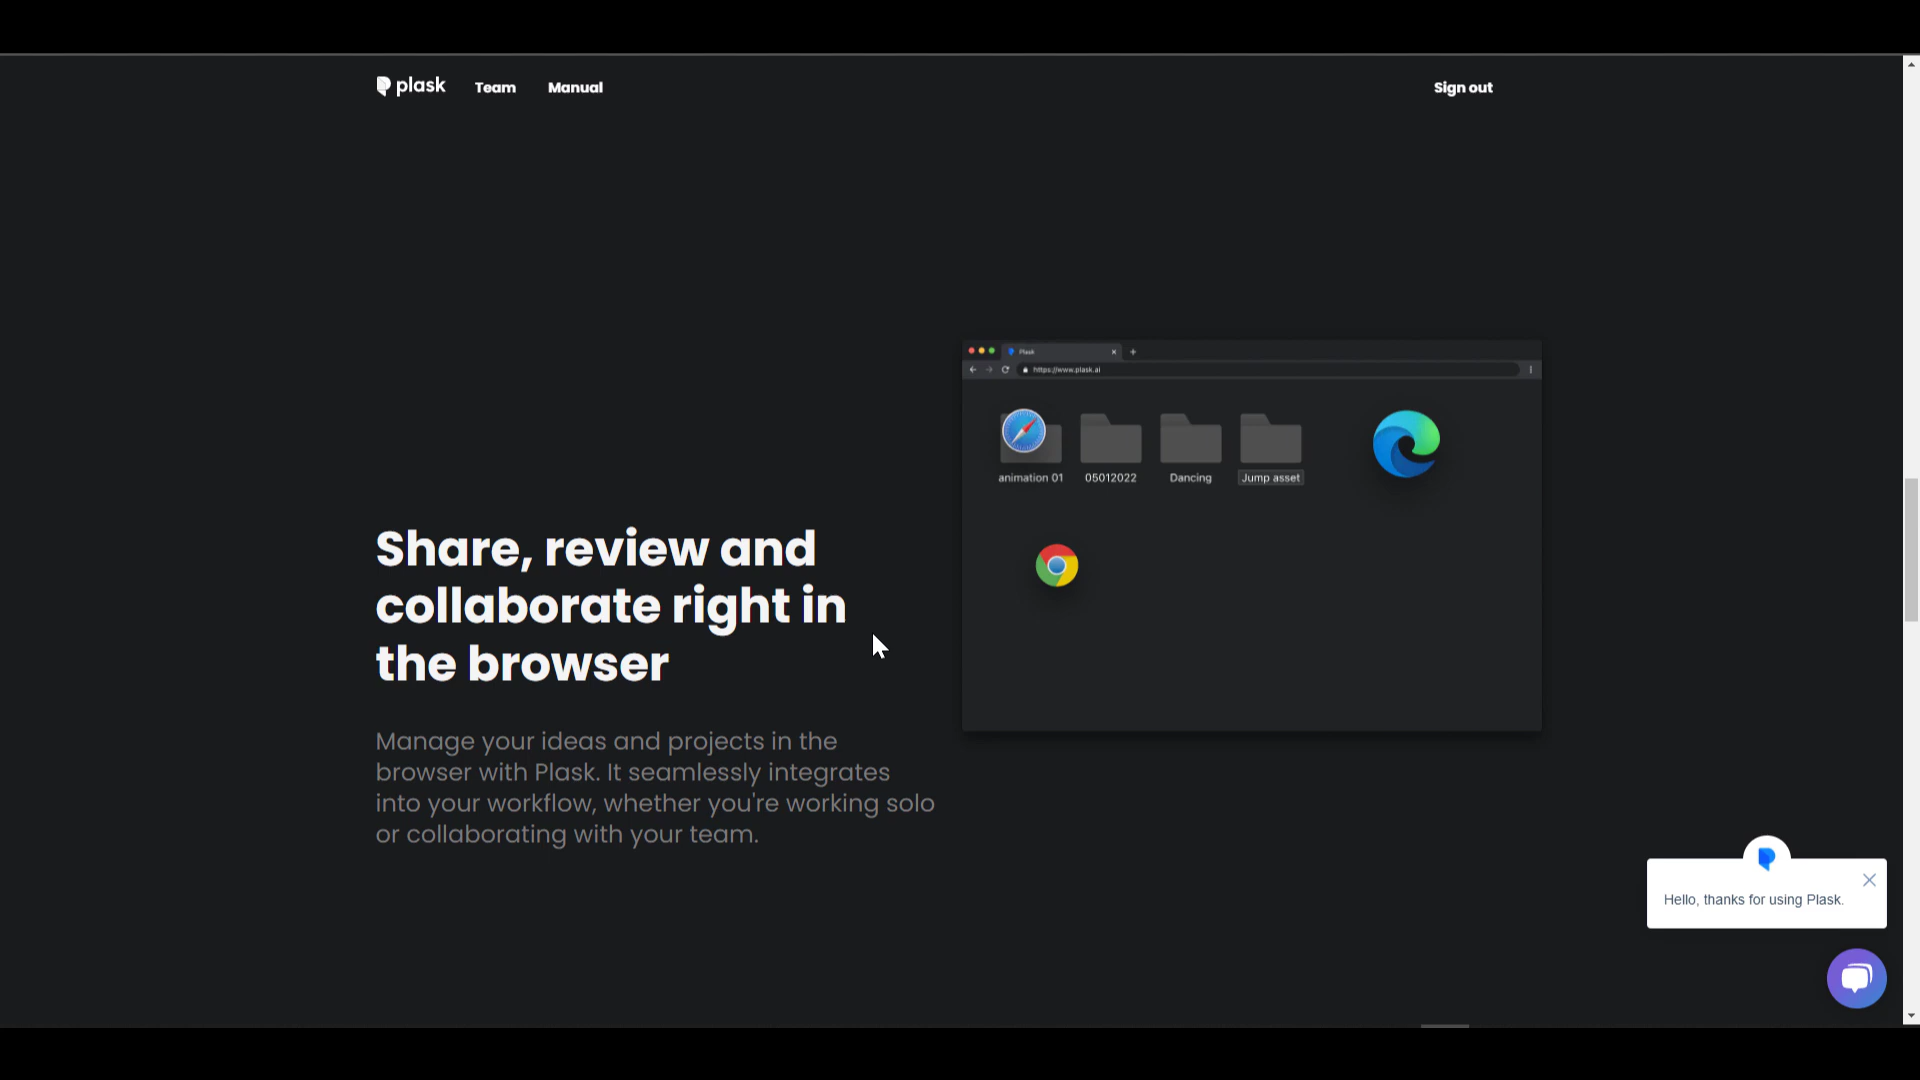 plask
Team
Manual
Sign out
Plask
https://www.plask.ai
animation 01
05012022
Dancing
Jump asset
Share, review and
collaborate right in
the browser
Manage your ideas and projects in the
browser with Plask. It seamlessly integrates
into your workflow, whether you're working solo
or collaborating with your team.
Hello, thanks for using Plask.